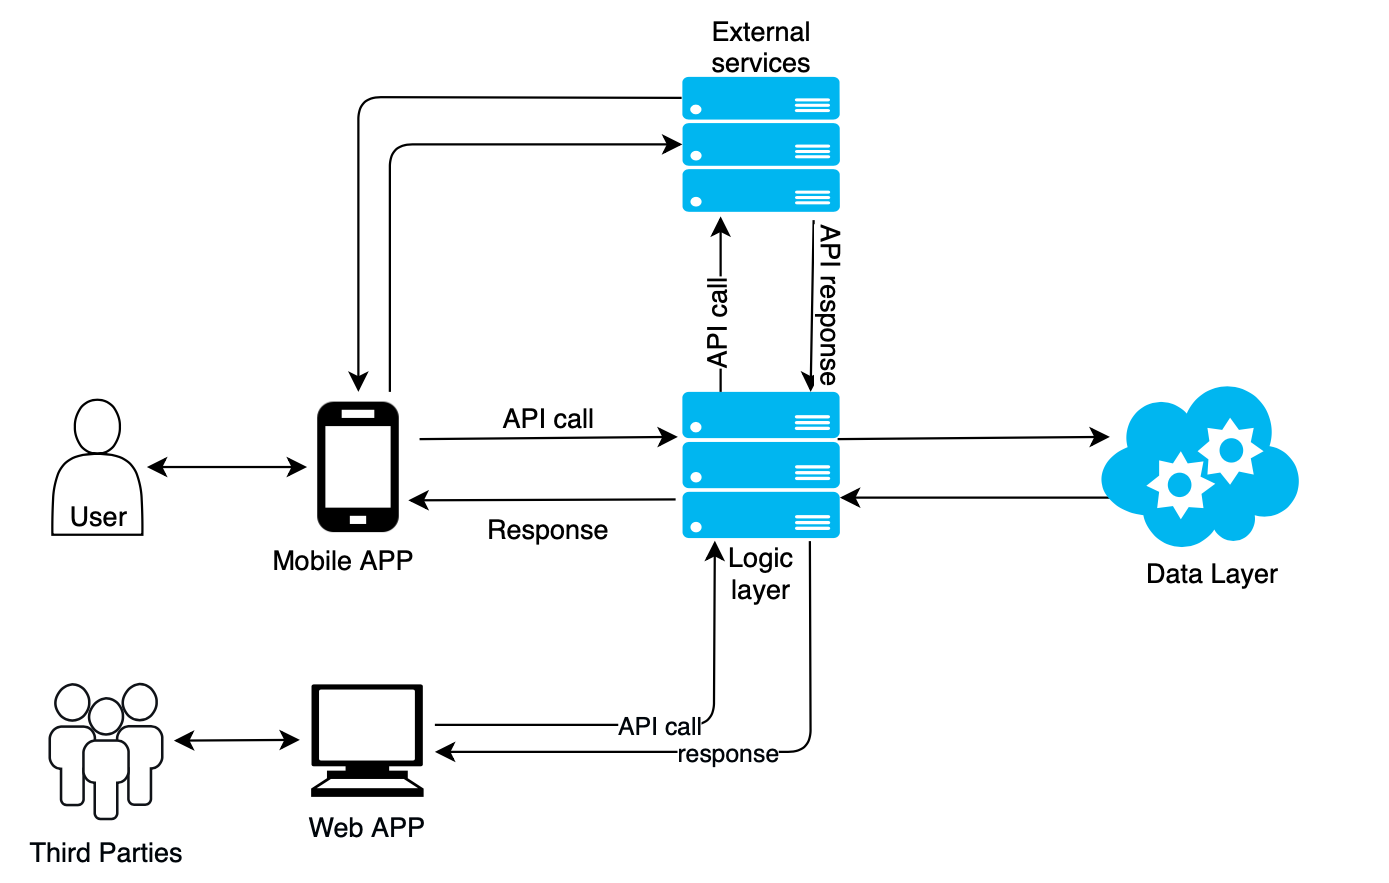 External
services
API call
API response
API call
User
Response
Mobile APP
Logic
layer
Data Layer
API call
response
Web APP
Third Parties